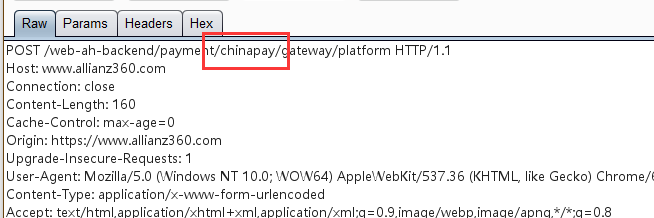 Raw Params Headers Hex
POST /web-ah-backend/payment/chinapay/gateway/platform HTTP/1.1
Host: www.allianz360.com
Connection: close
Content-Length: 160
Cache-Control: max-age=0
Origin: https://www.allianz360.com
Upgrade-Insecure-Requests: 1
User-Agent: Mozilla/5.0 (Windows NT 10.0; WOW64) AppleWebKit/537.36 (KHTML, like Gecko) Chrome/6
Content-Type: application/x-www-form-urlencoded
Accept: text/html,application/xhtml+xml,application/xml;q=0.9,image/webp,image/apng,*/*;q=0.8